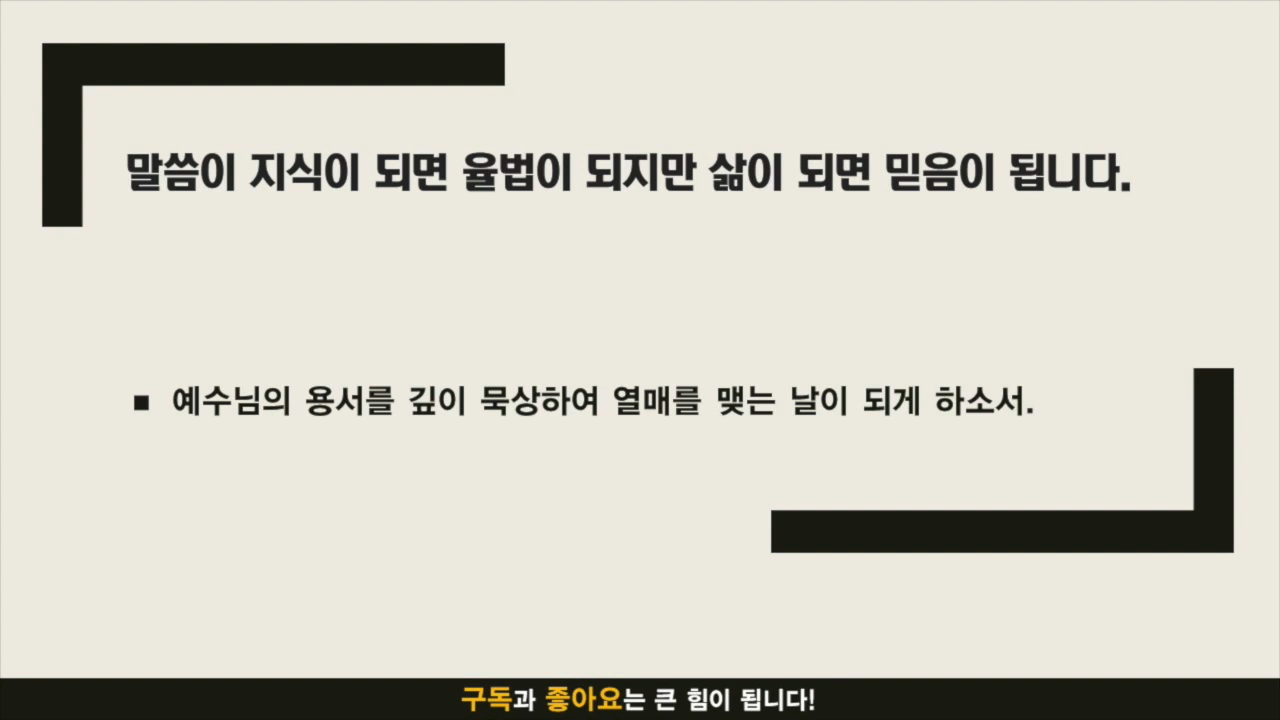 말씀이 지식이 되면 율법이 되지만 삶이 되면 믿음이 됩니다.
■ 예수님의 용서를 깊이 묵상하여 열매를 맺는 날이 되게 하소서.
구독과 좋아요는 큰 힘이 됩니다!